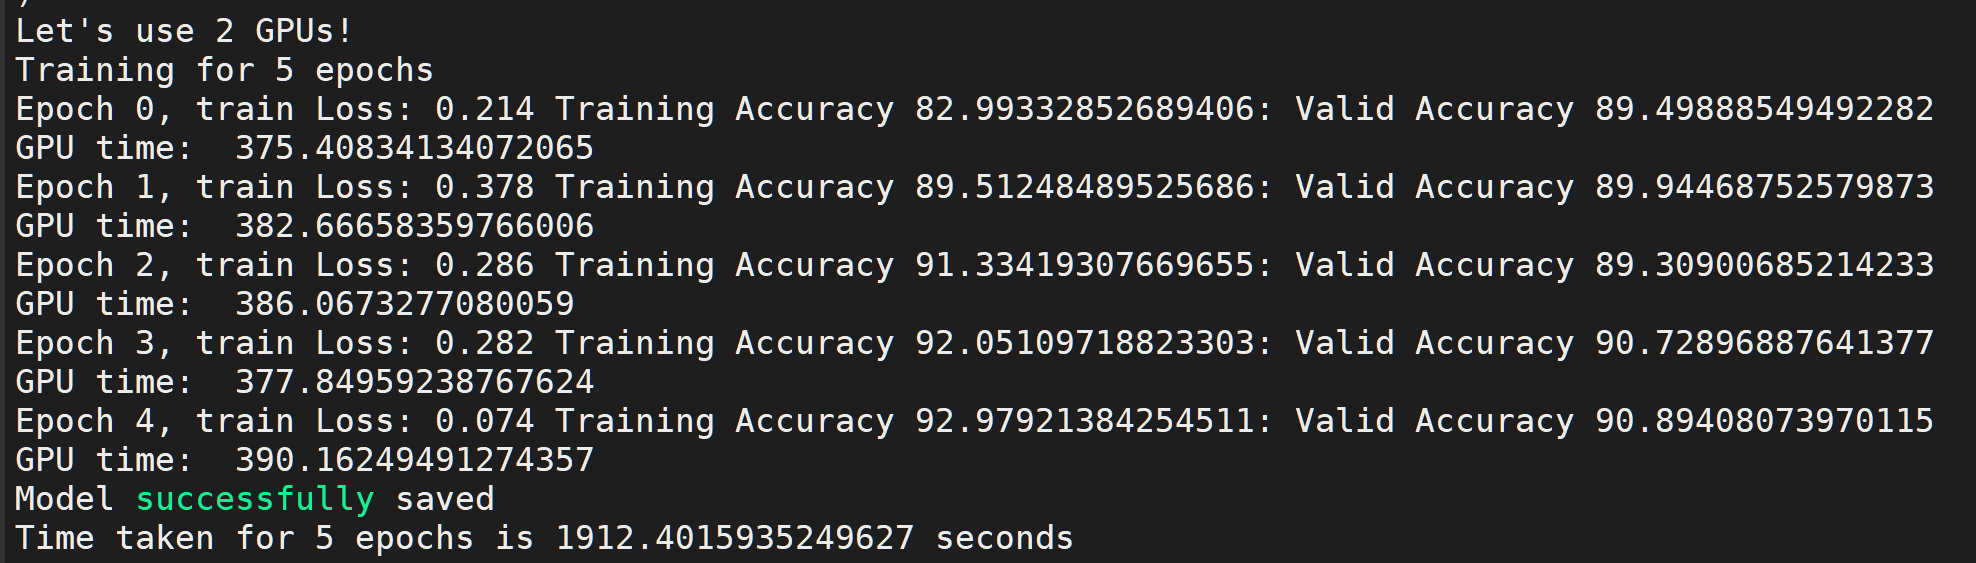 Let's use 2 GPUs!
Training for 5 epochs
Epoch 0, train Loss: 0.214 Training Accuracy 82.99332852689406: Valid Accuracy 89.49888549492282
GPU time:  375.40834134072065
Epoch 1, train Loss: 0.378 Training Accuracy 89.51248489525686: Valid Accuracy 89.94468752579873
GPU time:  382.66658359766006
Epoch 2, train Loss: 0.286 Training Accuracy 91.33419307669655: Valid Accuracy 89.30900685214233
GPU time:  386.0673277080059
Epoch 3, train Loss: 0.282 Training Accuracy 92.05109718823303: Valid Accuracy 90.72896887641377
GPU time:  377.84959238767624
Epoch 4, train Loss: 0.074 Training Accuracy 92.97921384254511: Valid Accuracy 90.89408073970115
GPU time:  390.16249491274357
Model successfully saved
Time taken for 5 epochs is 1912.4015935249627 seconds